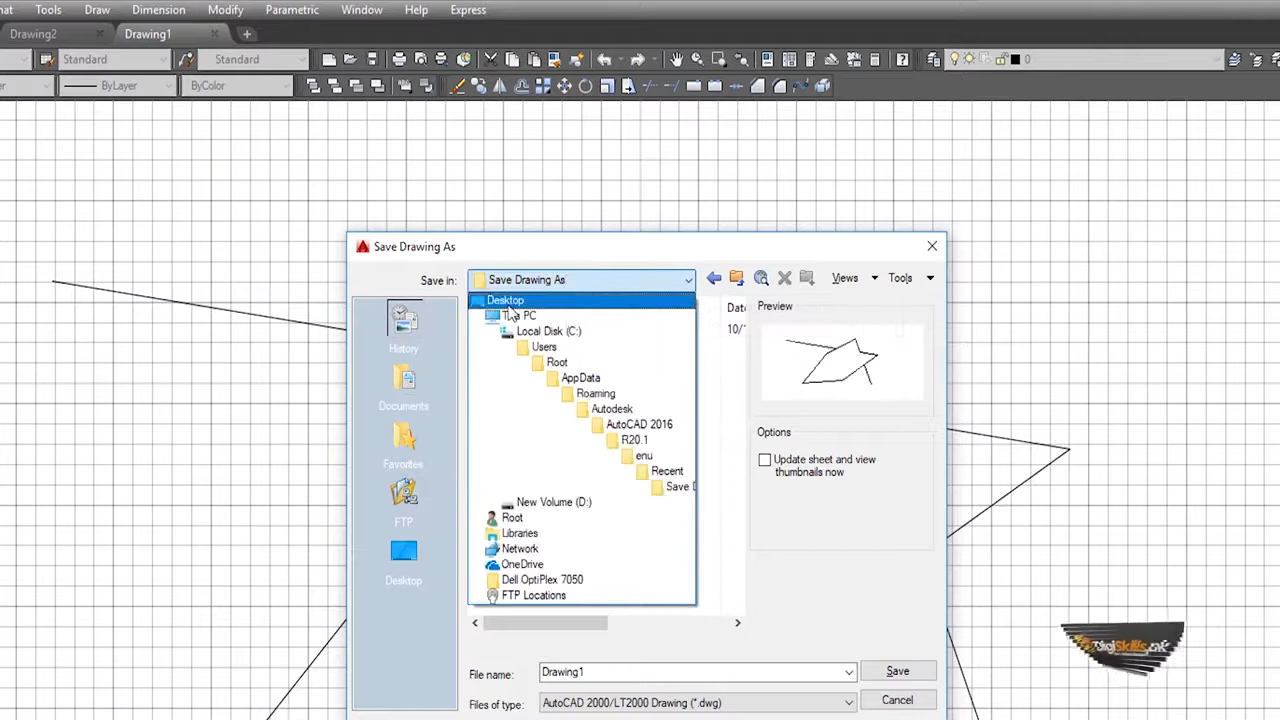 Tools Draw Dimension Modify Parametric Window Help Express
Drawing2 Drawing1
Standard Standard 0
ByLayer ByColor
Save Drawing As
Save in: Save Drawing As Views Tools
Desktop
PC
Local Disk (C:)
Users
Root
AppData
Roaming
Autodesk
AutoCAD 2016
R20.1
enu
Recent
Save
New Volume (D:)
Root
Libraries
Network
OneDrive
Dell OptiPlex 7050
FTP Locations
History
Documents
Favorites
FTP
Desktop
Preview
Options
Update sheet and view
thumbnails now
File name: Drawing1 Save
Files of type: AutoCAD 2000/LT2000 Drawing (*.dwg) Cancel
DigiSkills.pk